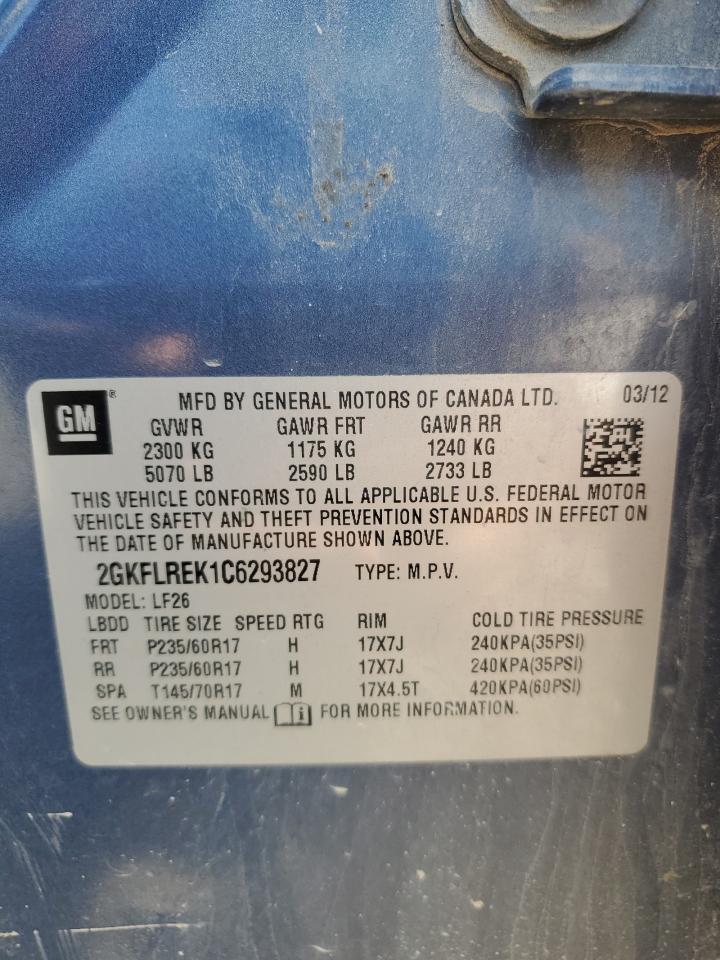 GM ® MFD BY GENERAL MOTORS OF CANADA LTD. 03/12
GVWR GAWR FRT GAWR RR
2300 KG 1175 KG 1240 KG
5070 LB 2590 LB 2733 LB
THIS VEHICLE CONFORMS TO ALL APPLICABLE U.S. FEDERAL MOTOR
VEHICLE SAFETY AND THEFT PREVENTION STANDARDS IN EFFECT ON
THE DATE OF MANUFACTURE SHOWN ABOVE.
2GKFLREK1C6293827 TYPE: M.P.V.
MODEL: LF26
LBDD TIRE SIZE SPEED RTG RIM COLD TIRE PRESSURE
FRT P235/60R17 H 17X7J 240KPA(35PSI)
RR P235/60R17 H 17X7J 240KPA(35PSI)
SPA T145/70R17 M 17X4.5T 420KPA(60PSI)
SEE OWNER'S MANUAL i FOR MORE INFORMATION.